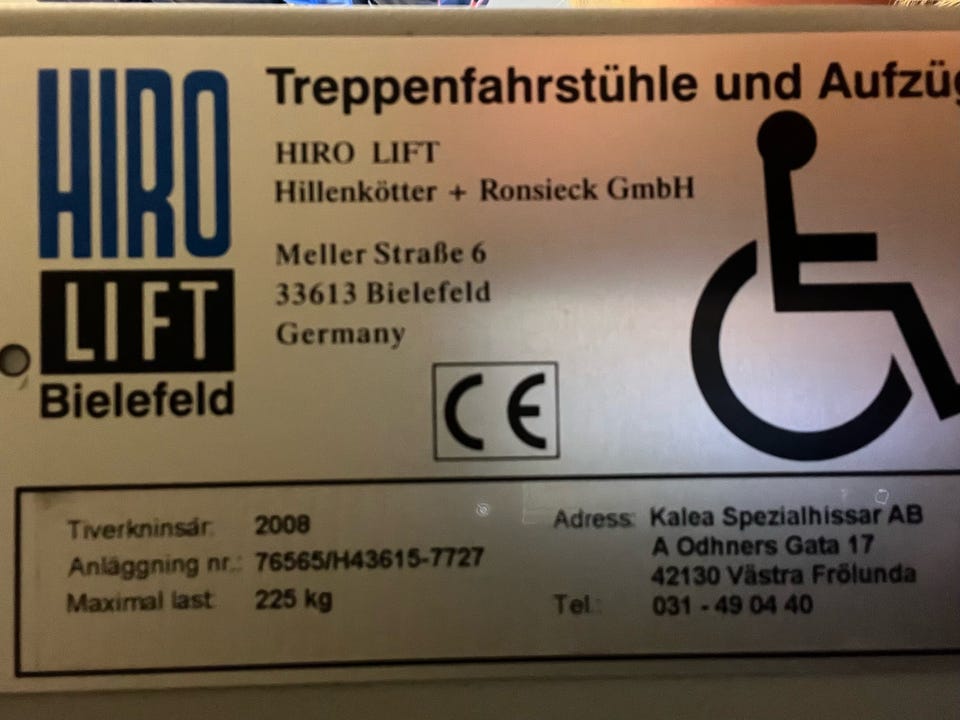 HIRO
LIFT
Bielefeld
Treppenfahrstühle und Aufzüg
HIRO LIFT
Hillenkötter + Ronsieck GmbH
Meller Straße 6
33613 Bielefeld
Germany
CE
Tiverkninsår: 2008
Anläggning nr.: 76565/H43615-7727
Maximal last: 225 kg
Adress: Kalea Spezialhissar AB
A Odhners Gata 17
42130 Västra Frölunda
Tel.: 031 - 49 04 40